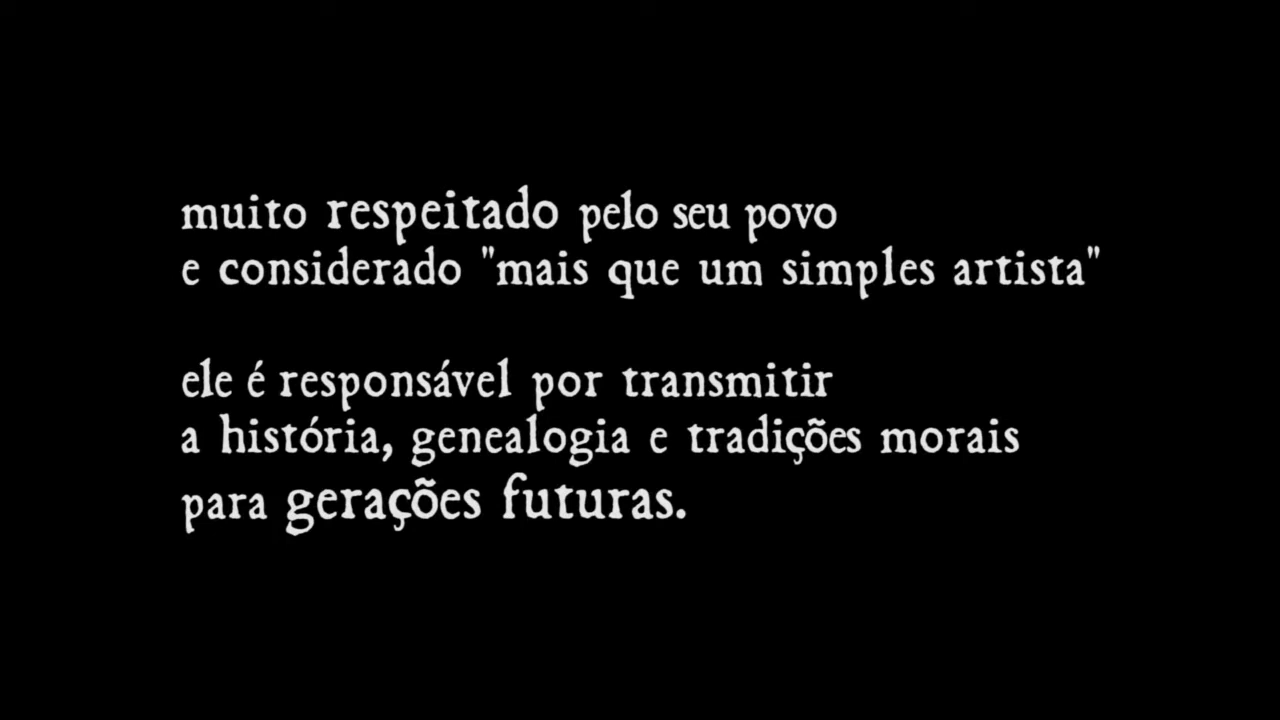 muito respeitado pelo seu povo
e considerado "mais que um simples artista"
ele é responsável por transmitir
a história, genealogia e tradições morais
para gerações futuras.